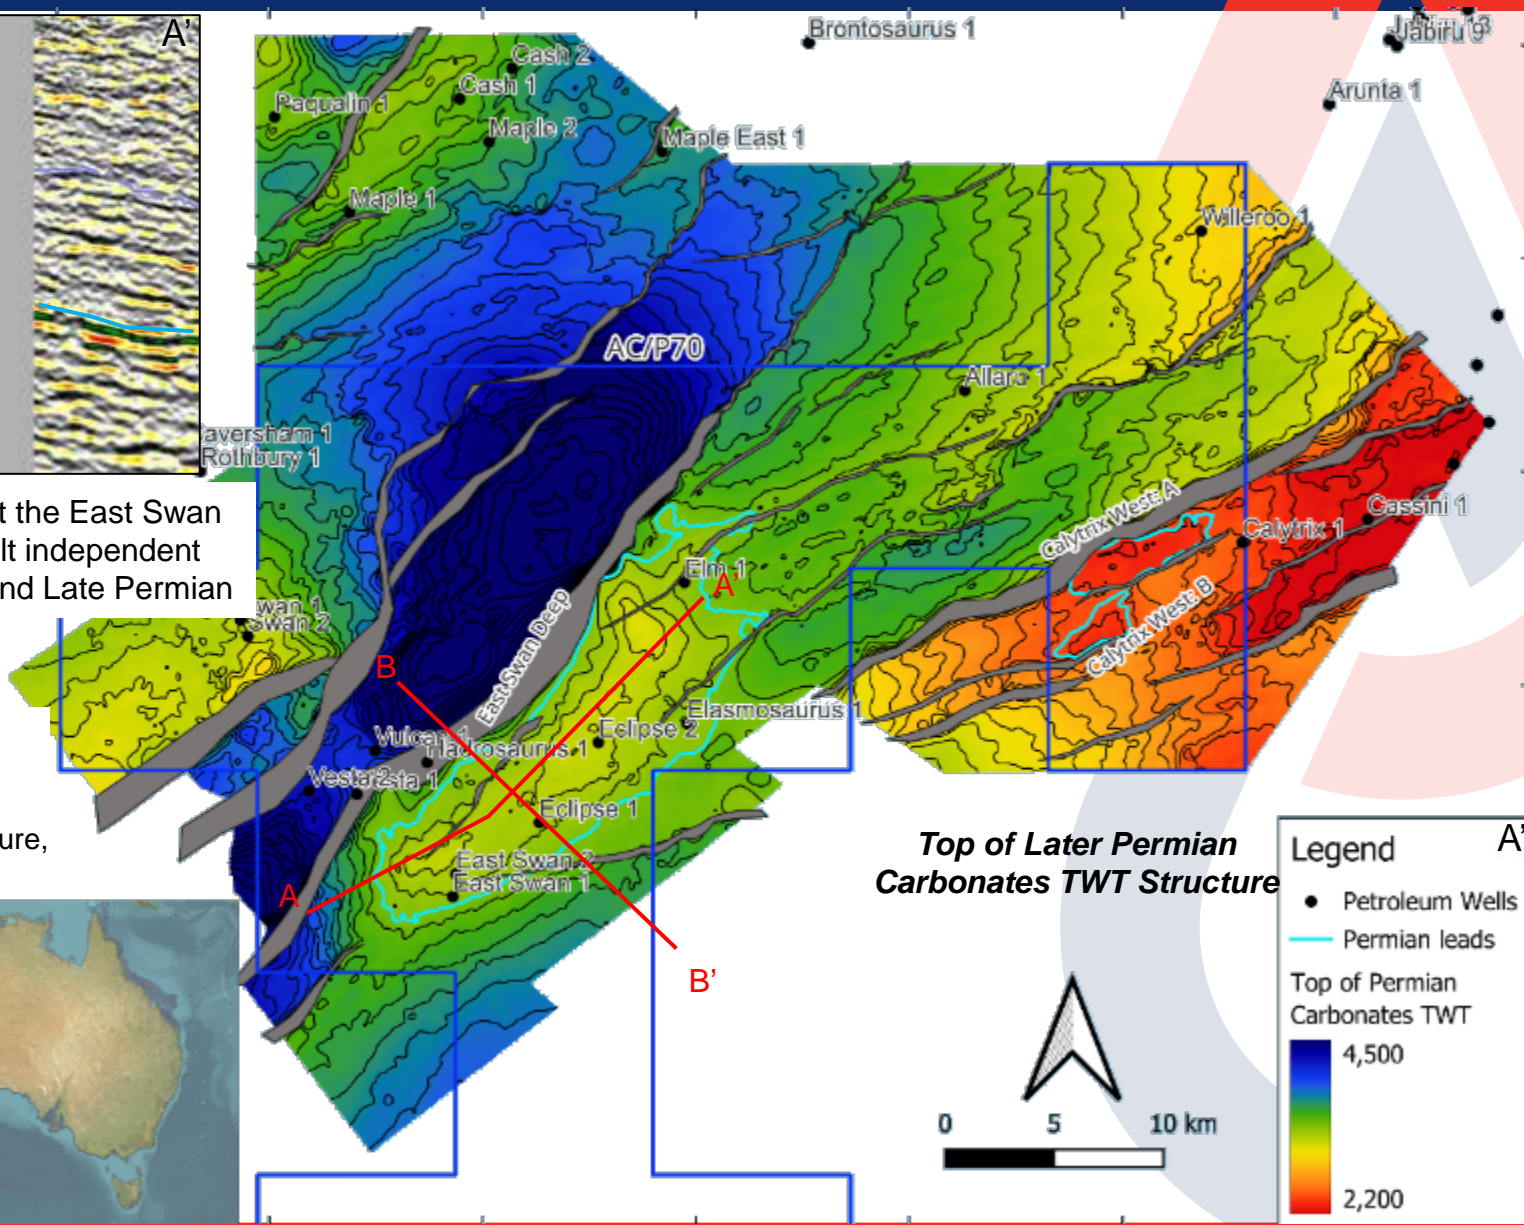 A’
Brontosaurus 1
Cash 2
Cash 1
Paqualin 1
Maple 2
Maple East 1
Maple 1
Jabiru 9
Arunta 1
Willeroo 1
AC/P70
Allaru 1
aversham 1
Rothbury 1
t the East Swan
lt independent
nd Late Permian
wan 1
Swan 2
Calytrix West: A
Cassini 1
Calytrix 1
Elm 1
A’
Calytrix West: B
East Swan Deep
B
Elasmosaurus 1
Eclipse 2
Hadrosaurus 1
Vesta 2
Eclipse 1
East Swan 2
East Swan 1
A
B’
ure,
Top of Later Permian
Carbonates TWT Structure
Legend
A’
Petroleum Wells
Permian leads
Top of Permian
Carbonates TWT
4,500
2,200
0 5 10 km